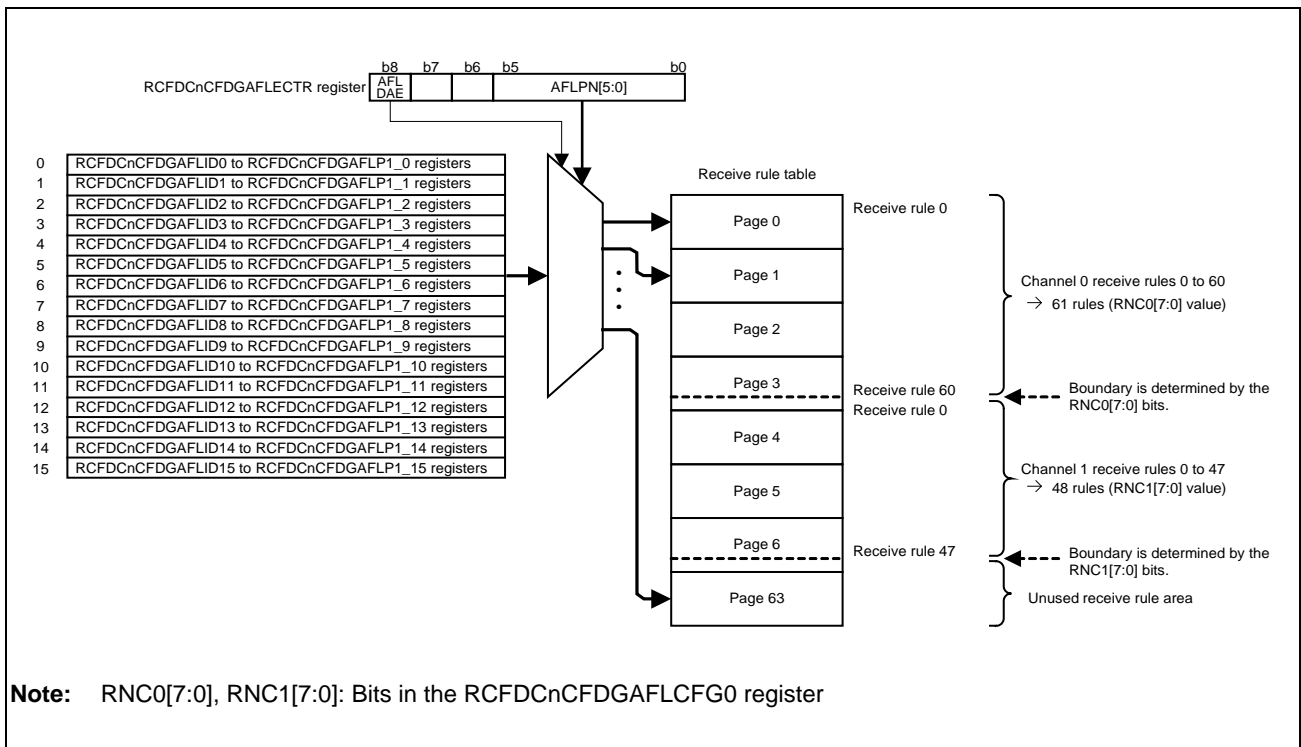 b8 b7 b6 b5 b0
RCFDCnCFDGAFLECTR register
AFL
DAE
AFLPN[5:0]
0 RCFDCnCFDGAFLID0 to RCFDCnCFDGAFLP1_0 registers
1 RCFDCnCFDGAFLID1 to RCFDCnCFDGAFLP1_1 registers
2 RCFDCnCFDGAFLID2 to RCFDCnCFDGAFLP1_2 registers
3 RCFDCnCFDGAFLID3 to RCFDCnCFDGAFLP1_3 registers
4 RCFDCnCFDGAFLID4 to RCFDCnCFDGAFLP1_4 registers
5 RCFDCnCFDGAFLID5 to RCFDCnCFDGAFLP1_5 registers
6 RCFDCnCFDGAFLID6 to RCFDCnCFDGAFLP1_6 registers
7 RCFDCnCFDGAFLID7 to RCFDCnCFDGAFLP1_7 registers
8 RCFDCnCFDGAFLID8 to RCFDCnCFDGAFLP1_8 registers
9 RCFDCnCFDGAFLID9 to RCFDCnCFDGAFLP1_9 registers
10 RCFDCnCFDGAFLID10 to RCFDCnCFDGAFLP1_10 registers
11 RCFDCnCFDGAFLID11 to RCFDCnCFDGAFLP1_11 registers
12 RCFDCnCFDGAFLID12 to RCFDCnCFDGAFLP1_12 registers
13 RCFDCnCFDGAFLID13 to RCFDCnCFDGAFLP1_13 registers
14 RCFDCnCFDGAFLID14 to RCFDCnCFDGAFLP1_14 registers
15 RCFDCnCFDGAFLID15 to RCFDCnCFDGAFLP1_15 registers
Receive rule table
Page 0
Page 1
Page 2
Page 3
Page 4
Page 5
Page 6
Page 63
Receive rule 0
Receive rule 60
Receive rule 0
Receive rule 47
Channel 0 receive rules 0 to 60
→ 61 rules (RNC0[7:0] value)
Boundary is determined by the
RNC0[7:0] bits.
Channel 1 receive rules 0 to 47
→ 48 rules (RNC1[7:0] value)
Boundary is determined by the
RNC1[7:0] bits.
Unused receive rule area
Note: RNC0[7:0], RNC1[7:0]: Bits in the RCFDCnCFDGAFLCFG0 register